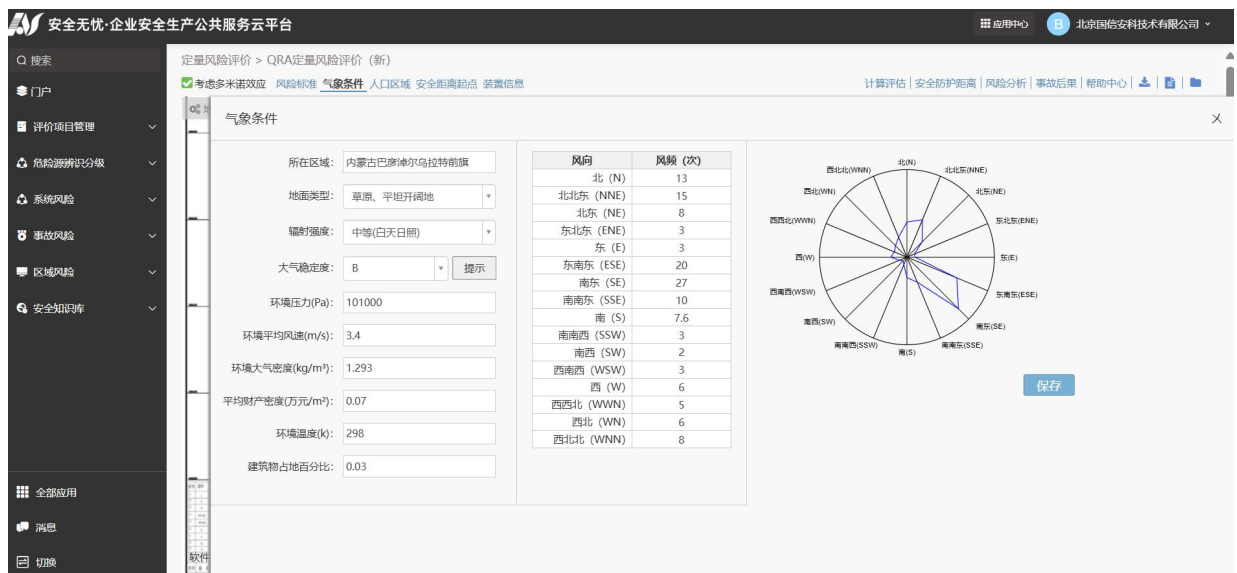 安全无忧·企业安全生产公共服务云平台
应用中心
B 北京国信安科技术有限公司
搜索
门户
评价项目管理
危险源辨识分级
系统风险
事故风险
区域风险
安全知识库
全部应用
消息
切换
定量风险评价 > QRA定量风险评价（新）
考虑多米诺效应 风险标准 气象条件 人口区域 安全距离起点 装置信息
计算评估 | 安全防护距离 | 风险分析 | 事故后果 | 帮助中心
气象条件
所在区域: 内蒙古巴彦淖尔乌拉特前旗
地面类型: 草原、平坦开阔地
辐射强度: 中等(白天日照)
大气稳定度: B 提示
环境压力(Pa): 101000
环境平均风速(m/s): 3.4
环境大气密度(kg/m³): 1.293
平均财产密度(万元/m²): 0.07
环境温度(k): 298
建筑物占地百分比: 0.03
风向 风频 (次)
北 (N) 13
北北东 (NNE) 15
北东 (NE) 8
东北东 (ENE) 3
东 (E) 3
东南东 (ESE) 20
南东 (SE) 27
南南东 (SSE) 10
南 (S) 7.6
南南西 (SSW) 3
南西 (SW) 2
西南西 (WSW) 3
西 (W) 6
西西北 (WWN) 5
西北 (WN) 6
西北北 (WNN) 8
北(N)
北北东(NNE)
北东(NE)
东北东(ENE)
东(E)
东南东(ESE)
南东(SE)
南南东(SSE)
南(S)
南南西(SSW)
南西(SW)
西南西(WSW)
西(W)
西西北(WWN)
西北(WN)
西北北(WNN)
保存
软件